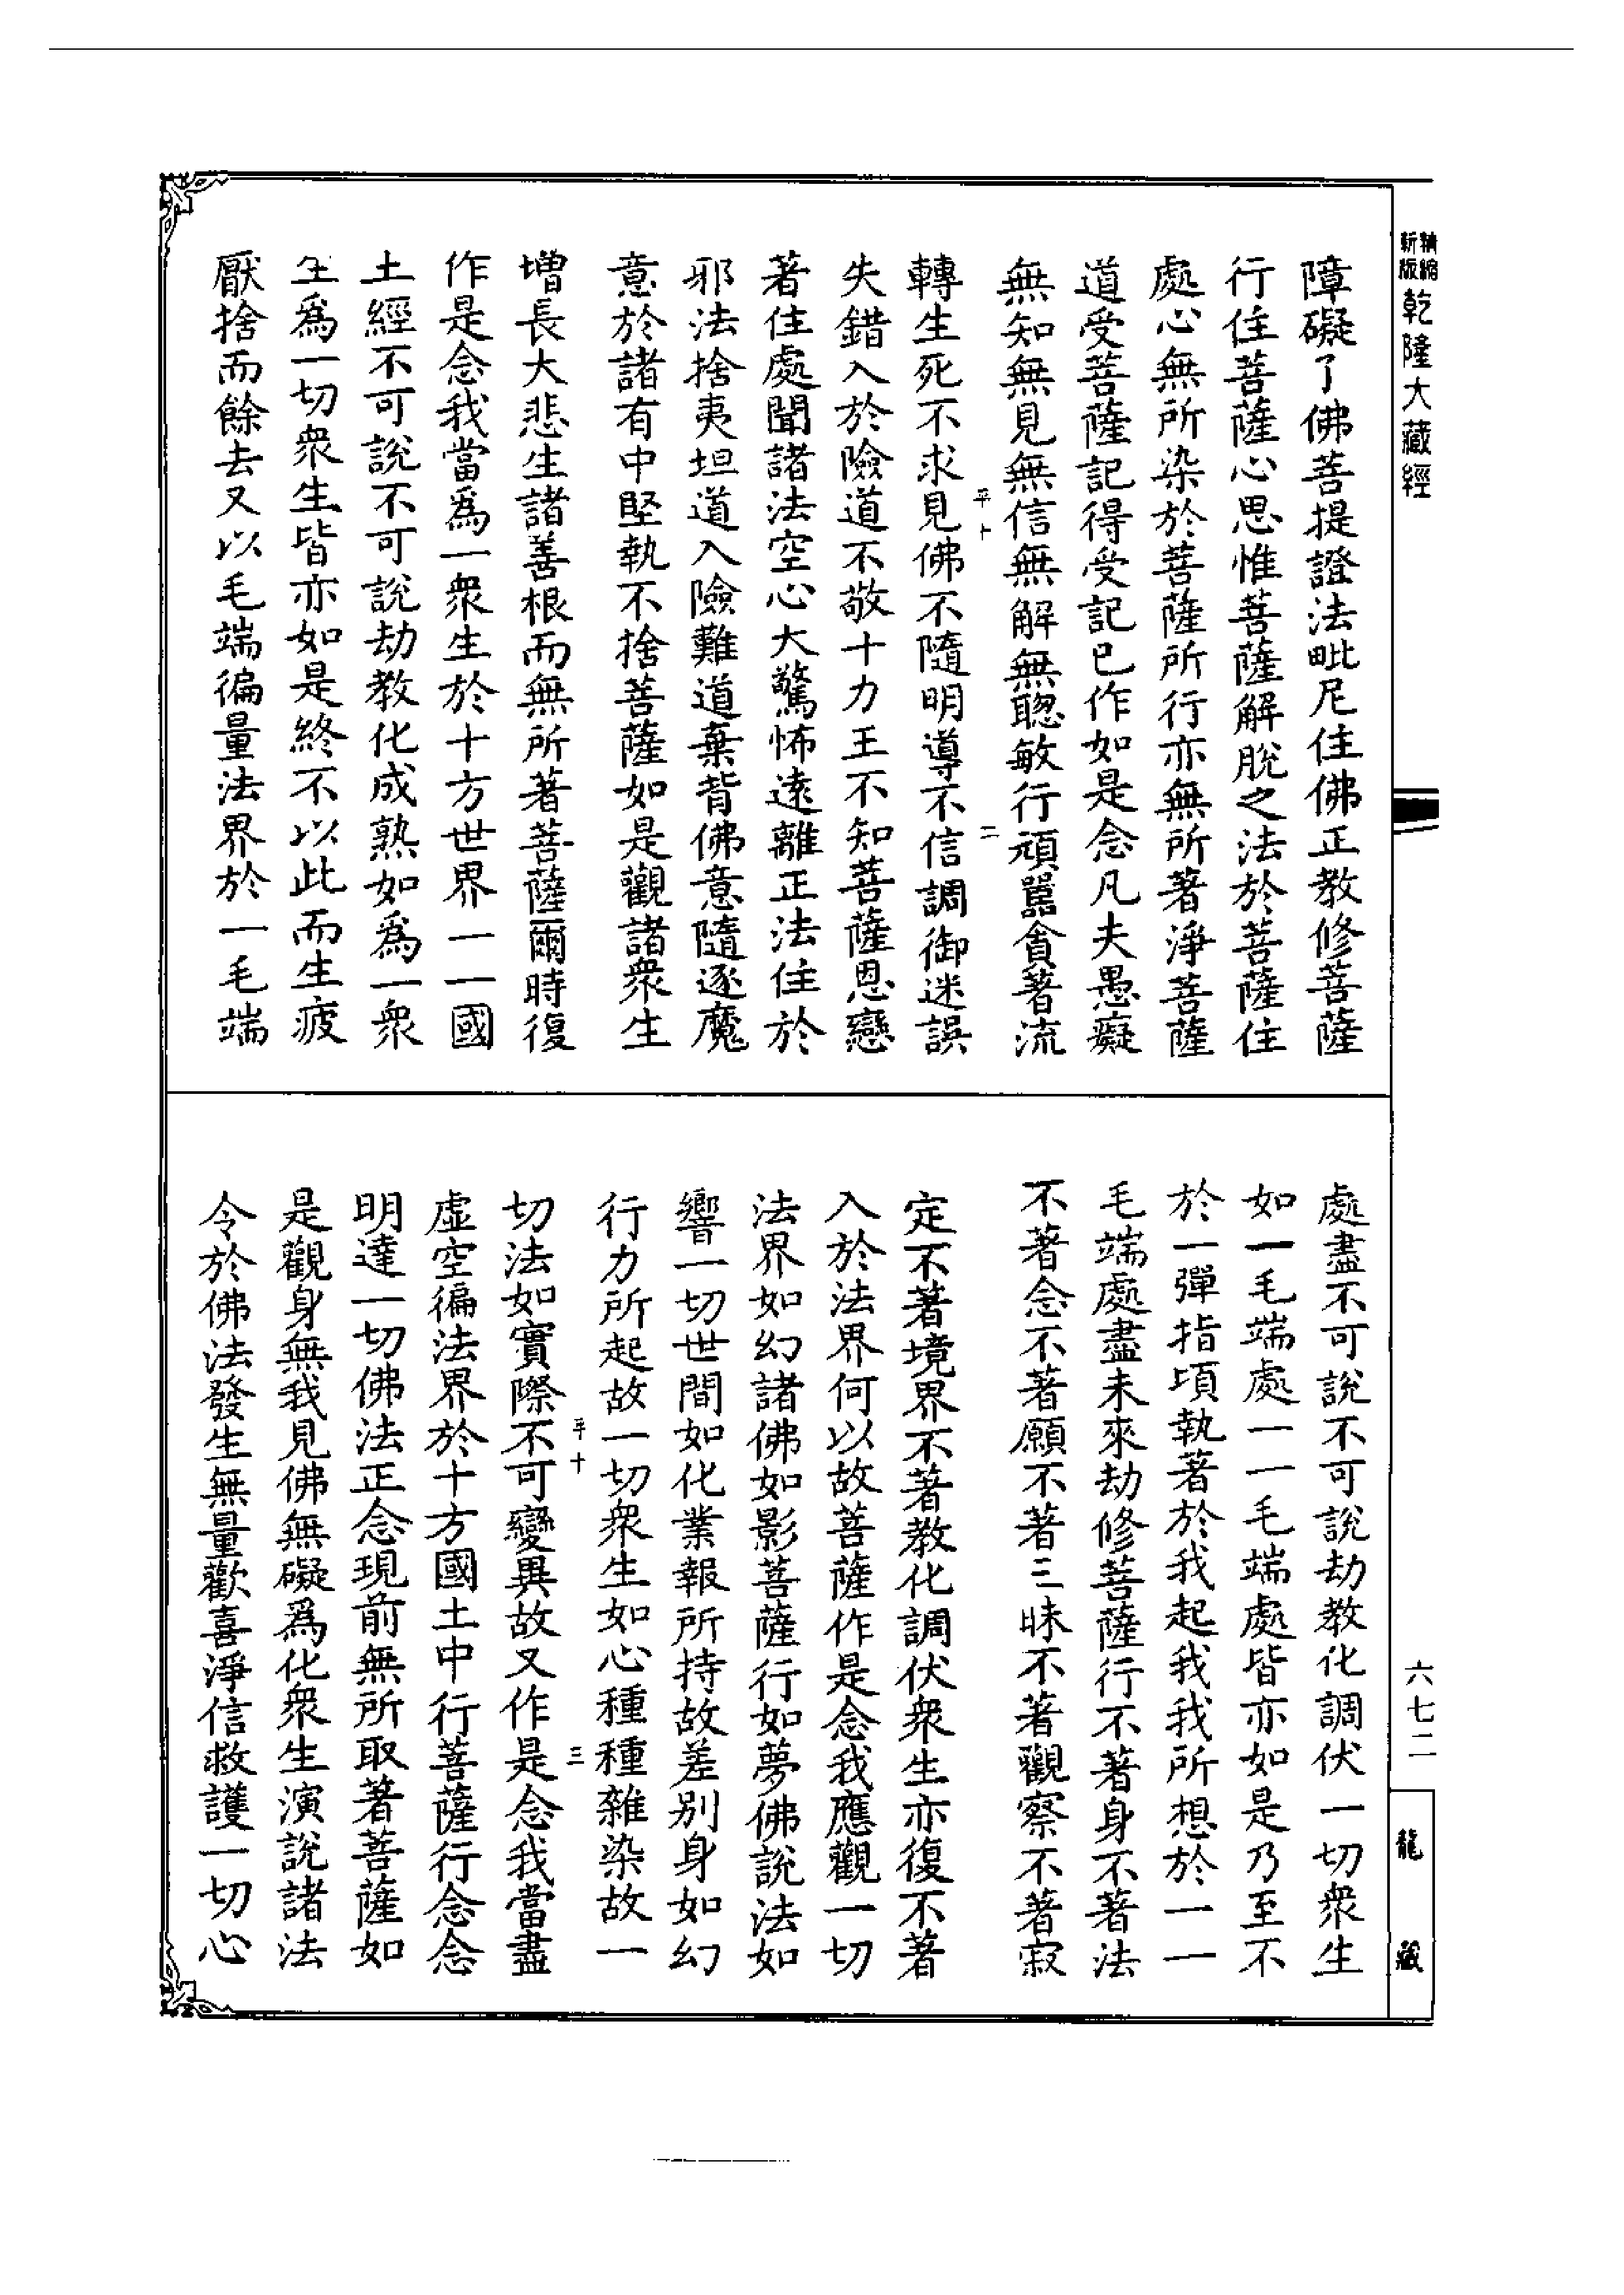 精縮新版乾隆大藏經
障礙了佛菩提證法毗尼住佛正教修菩薩
行住菩薩心思惟菩薩解脫之法於菩薩住
處心無所染於菩薩所行亦無所著淨菩薩
道受菩薩記得受記已作如是念凡夫愚癡
無知無見無信無解無聰敏行頑嚚貪著流
平十 二
轉生死不求見佛不隨明導不信調御迷誤
失錯入於險道不敬十力王不知菩薩恩戀
著住處聞諸法空心大驚怖遠離正法住於
邪法捨夷坦道入險難道棄背佛意隨逐魔
意於諸有中堅執不捨菩薩如是觀諸衆生
增長大悲生諸善根而無所著菩薩爾時復
作是念我當爲一衆生於十方世界一一國
土經不可說不可說劫教化成熟如爲一衆
生爲一切衆生皆亦如是終不以此而生疲
厭捨而餘去又以毛端徧量法界於一毛端
處盡不可說不可說劫教化調伏一切衆生
如一毛端處一一毛端處皆亦如是乃至不
於一彈指頃執著於我起我我所想於一一
毛端處盡未來劫修菩薩行不著身不著法
不著念不著願不著三昧不著觀察不著寂
定不著境界不著教化調伏衆生亦復不著
入於法界何以故菩薩作是念我應觀一切
法界如幻諸佛如影菩薩行如夢佛說法如
響一切世間如化業報所持故差別身如幻
行力所起故一切衆生如心種種雜染故一
平十 三
切法如實際不可變異故又作是念我當盡
虛空徧法界於十方國土中行菩薩行念念
明達一切佛法正念現前無所取著菩薩如
是觀身無我見佛無礙爲化衆生演說諸法
令於佛法發生無量歡喜淨信救護一切心
六七二
龍藏